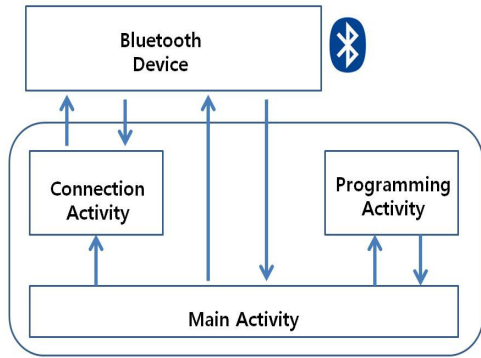 Bluetooth
Device
Connection
Activity
Programming
Activity
Main Activity